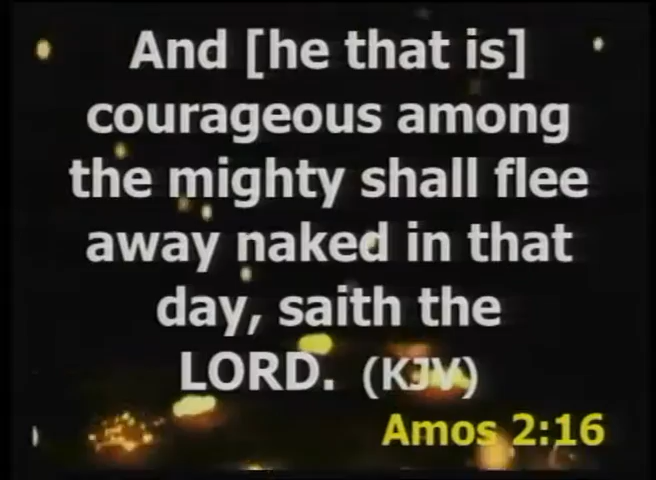 And [he that is]
courageous among
the mighty shall flee
away naked in that
day, saith the
LORD. (KJV)
Amos 2:16